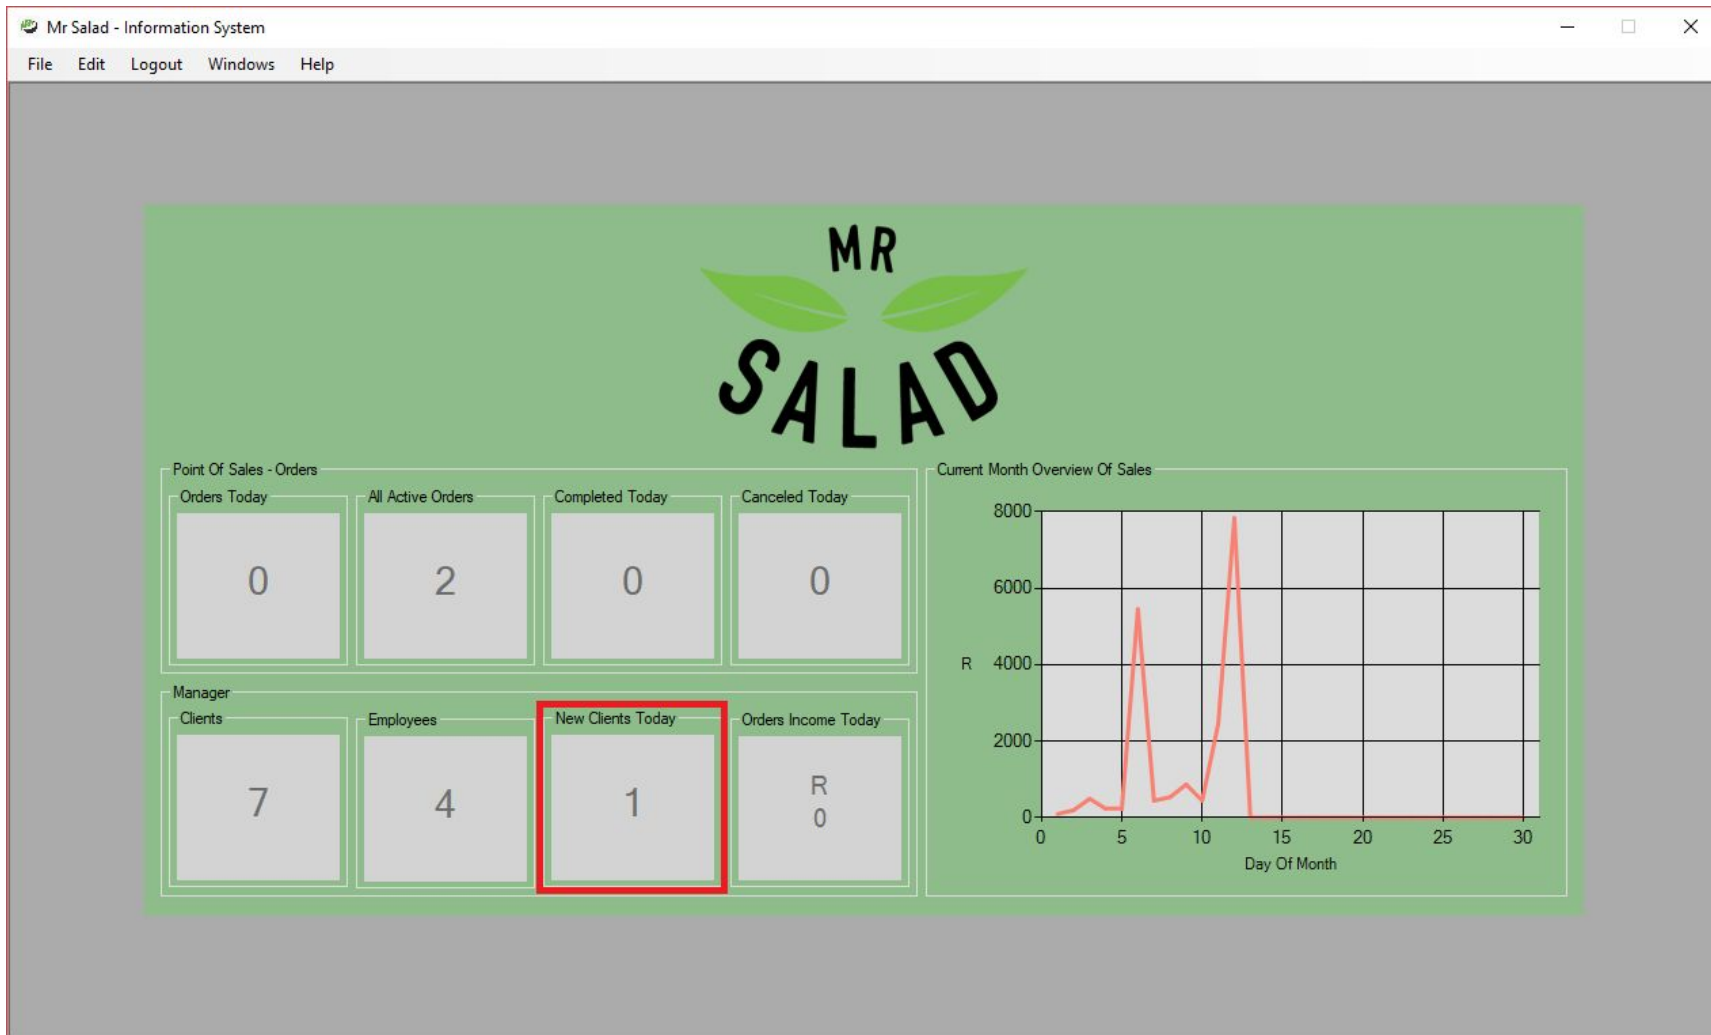 Mr Salad - Information System
File Edit Logout Windows Help
MR
SALAD
Point Of Sales - Orders
Orders Today All Active Orders Completed Today Canceled Today
0 2 0 0
Manager
Clients Employees New Clients Today Orders Income Today
7 4 1 R
0
Current Month Overview Of Sales
8000
6000
R 4000
2000
0
0 5 10 15 20 25 30
Day Of Month